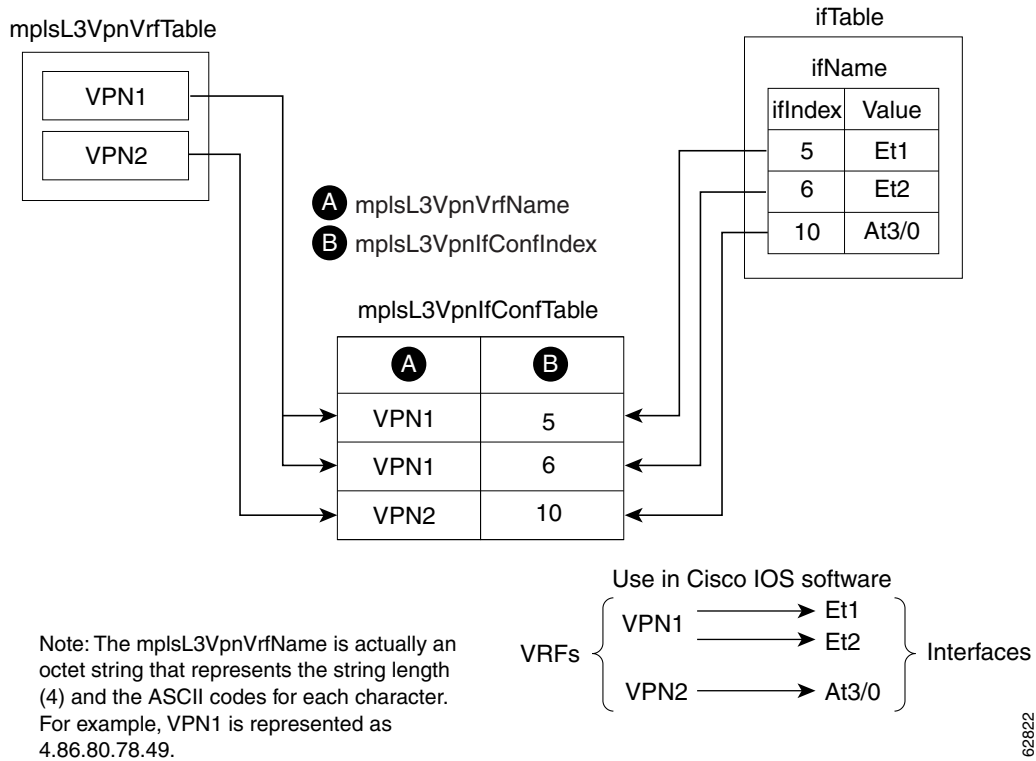 mplsL3VpnVrfTable
VPN1
VPN2
ifTable
ifName
ifIndex Value
5 Et1
6 Et2
10 At3/0
A mplsL3VpnVrfName
B mplsL3VpnIfConfIndex
mplsL3VpnIfConfTable
A B
VPN1 5
VPN1 6
VPN2 10
Use in Cisco IOS software
VRFs
VPN1
Et1
Et2
VPN2
At3/0
Interfaces
Note: The mplsL3VpnVrfName is actually an
octet string that represents the string length
(4) and the ASCII codes for each character.
For example, VPN1 is represented as
4.86.80.78.49.
62822